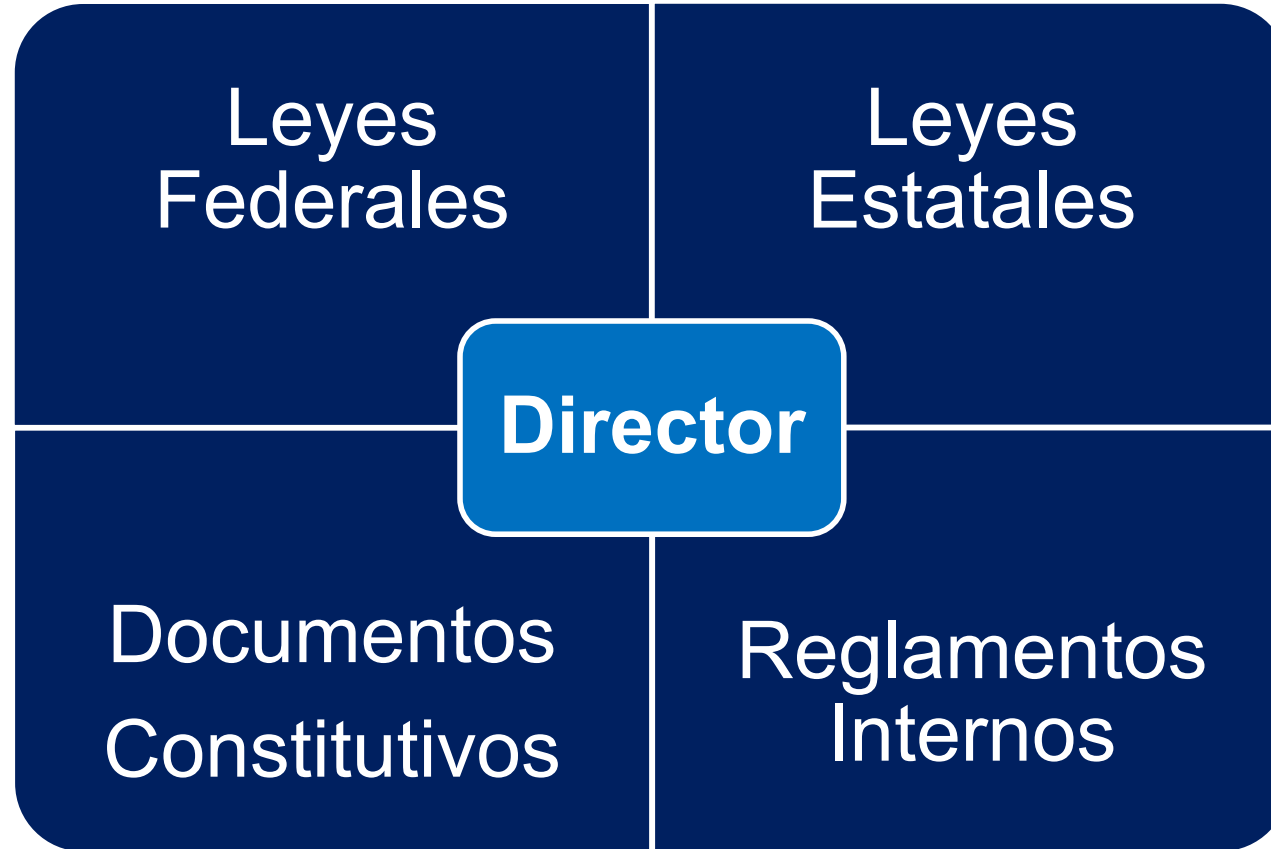 Leyes
Federales
Leyes
Estatales
Director
Documentos
Constitutivos
Reglamentos
Internos